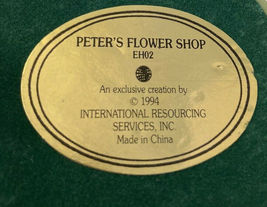 PETER'S FLOWER SHOP
EH02
An exclusive creation by
© 1994
INTERNATIONAL RESOURCING
SERVICES, INC.
Made in China